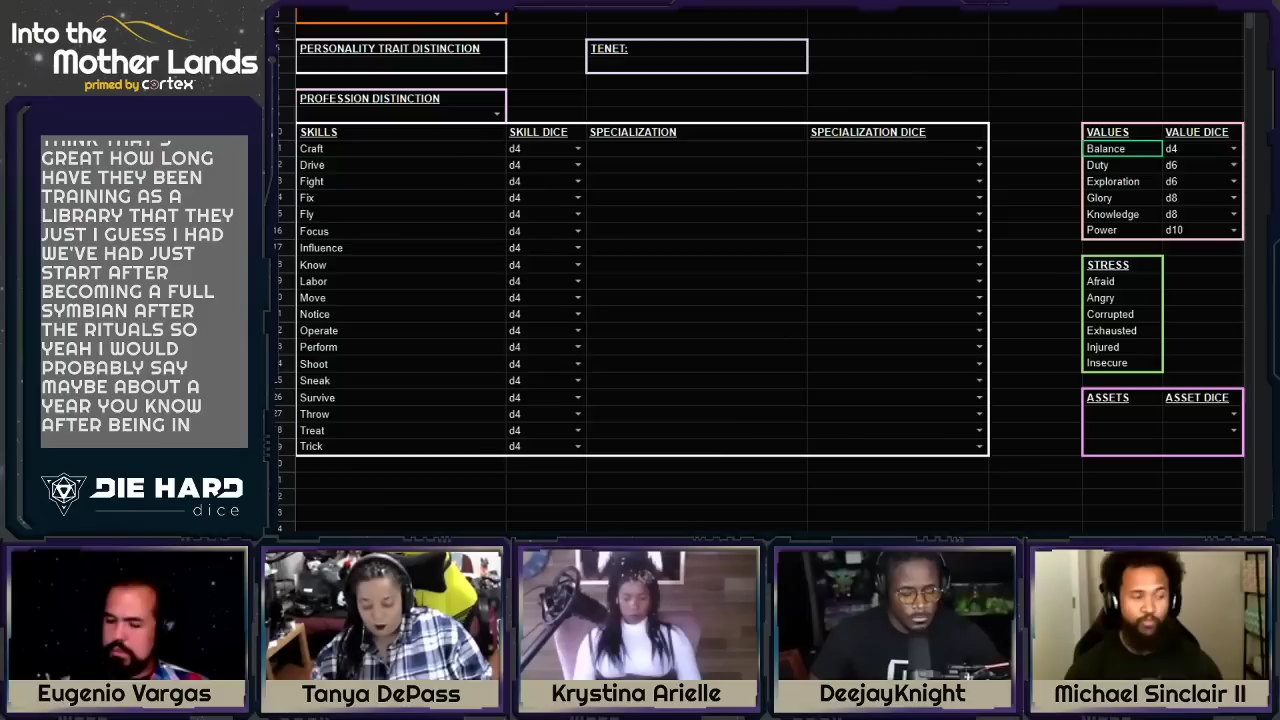 Into the
Mother Lands
primed by cortex
THINK THAT'S
GREAT HOW LONG
HAVE THEY BEEN
TRAINING AS A
LIBRARY THAT THEY
JUST I GUESS I HAD
WE'VE HAD JUST
START AFTER
BECOMING A FULL
SYMBIAN AFTER
THE RITUALS SO
YEAH I WOULD
PROBABLY SAY
MAYBE ABOUT A
YEAR YOU KNOW
AFTER BEING IN
DIE HARD
dice
PERSONALITY TRAIT DISTINCTION
TENET:
PROFESSION DISTINCTION
SKILLS SKILL DICE SPECIALIZATION SPECIALIZATION DICE
Craft d4
Drive d4
Fight d4
Fix d4
Fly d4
16 Focus d4
17 Influence d4
Know d4
Labor d4
Move d4
Notice d4
Operate d4
Perform d4
Shoot d4
Sneak d4
26 Survive d4
27 Throw d4
Treat d4
Trick d4
VALUES VALUE DICE
Balance d4
Duty d6
Exploration d6
Glory d8
Knowledge d8
Power d10
STRESS
Afraid
Angry
Corrupted
Exhausted
Injured
Insecure
ASSETS ASSET DICE
Eugenio Vargas
Tanya DePass
Krystina Arielle
DeejayKnight
Michael Sinclair II